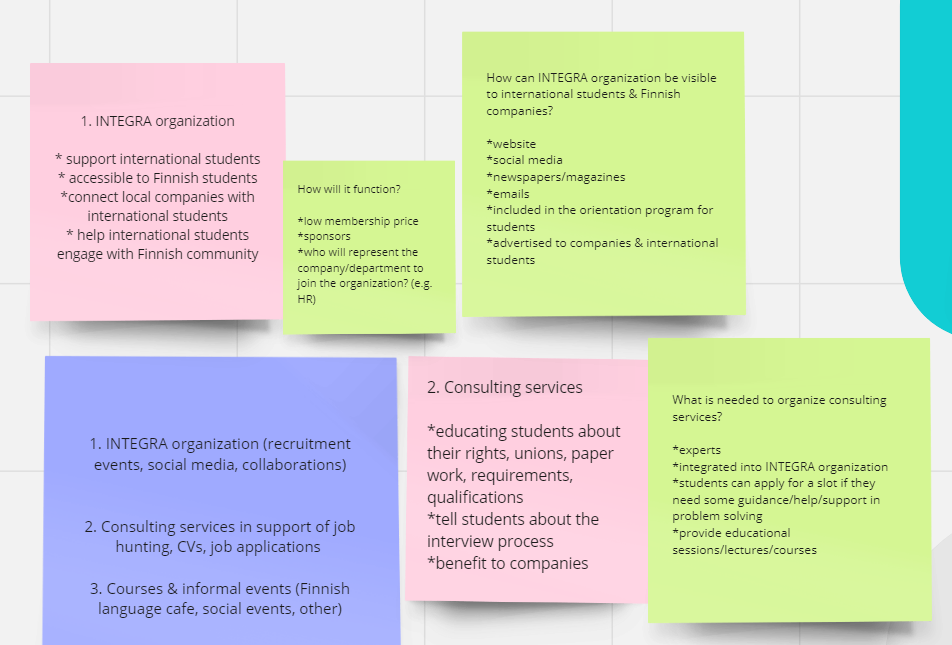 1. INTEGRA organization
* support international students
* accessible to Finnish students
*connect local companies with
international students
* help international students
engage with Finnish community
How will it function?
*low membership price
*sponsors
*who will represent the
company/department to
join the organization? (e.g.
HR)
How can INTEGRA organization be visible
to international students & Finnish
companies?
*website
*social media
*newspapers/magazines
*emails
*included in the orientation program for
students
*advertised to companies & international
students
1. INTEGRA organization (recruitment
events, social media, collaborations)
2. Consulting services in support of job
hunting, CVs, job applications
3. Courses & informal events (Finnish
language cafe, social events, other)
2. Consulting services
*educating students about
their rights, unions, paper
work, requirements,
qualifications
*tell students about the
interview process
*benefit to companies
What is needed to organize consulting
services?
*experts
*integrated into INTEGRA organization
*students can apply for a slot if they
need some guidance/help/support in
problem solving
*provide educational
sessions/lectures/courses